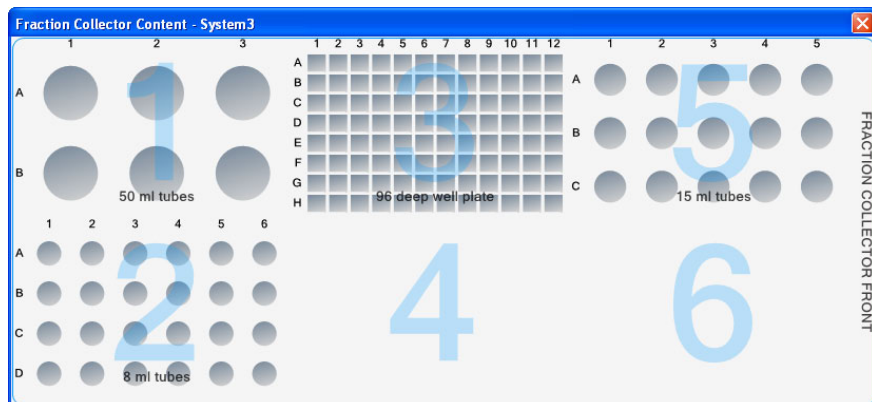 Fraction Collector Content - System3
1 2 3
A
B
1
50 ml tubes
1 2 3 4 5 6
A
B
C
D
2
8 ml tubes
1 2 3 4 5 6 7 8 9 10 11 12
A
B
C
D
E
F
G
H
3
96 deep well plate
4
1 2 3 4 5
A
B
C
5
15 ml tubes
6
FRACTION COLLECTOR FRONT